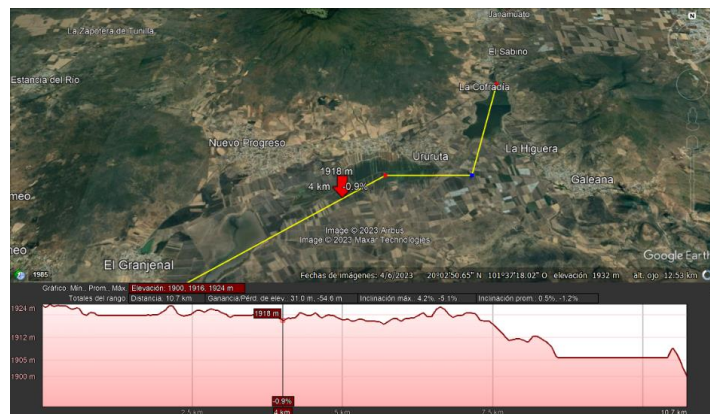 Janamuato
La Zapotera de Tunilla.
N
El Sabino
Estancia del Río
La Cofradía
Nuevo Progreso
Ururuta
La Higuera
1918 m
Galeana
4 km
-0.9%
meo
Image © 2023 Airbus
Image © 2023 Maxar Technologies
eo
El Granjenal
Google Earth
1985
Fechas de imágenes: 4/6/2023 20°02'50.65" N -101°37'18.02" O elevación 1932 m alt. ojo 12.53 km
Gráfico: Mín., Prom., Máx. Elevación: 1900, 1916, 1924 m
Totales del rango: Distancia: 10.7 km Ganancia/Pérd. de elev.: 31.0 m, -54.6 m Inclinación máx.: 4.2%, -5.1% Inclinación prom.: 0.5%, -1.2%
1924 m
1918 m
1912 m
1905 m
1900 m
-0.9%
2.5 km
4 km
5 km
7.5 km
10.7 km